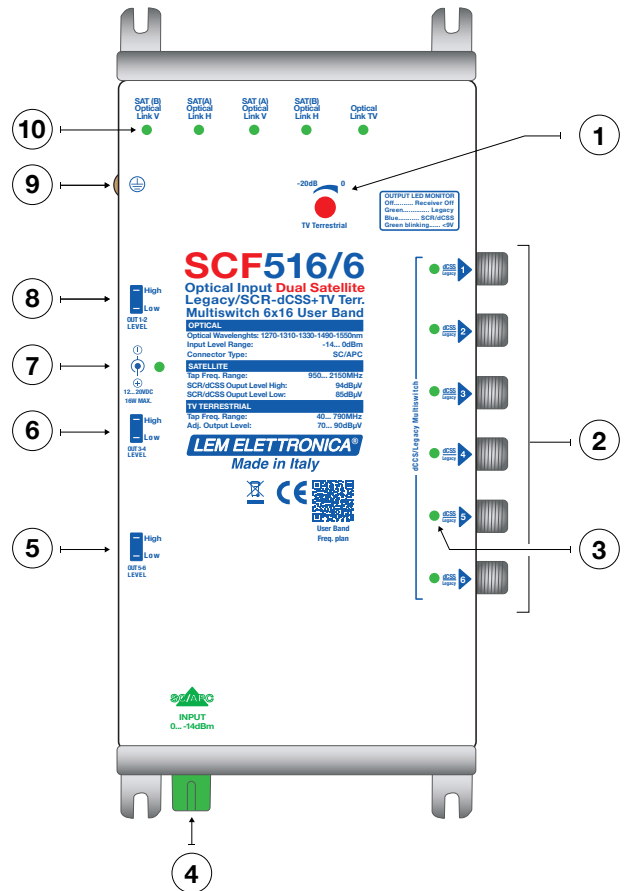 SAT (B)
Optical
Link V
SAT(A)
Optical
Link H
SAT (A)
Optical
Link V
SAT(B)
Optical
Link H
Optical
Link TV
10
1
9
-20dB 0
TV Terrestrial
OUTPUT LED MONITOR
Off.......... Receiver Off
Green.............. Legacy
Blue.......... SCR/dCSS
Green blinking...... <9V
SCF516/6
Optical Input Dual Satellite
Legacy/SCR-dCSS+TV Terr.
Multiswitch 6x16 User Band
OPTICAL
Optical Wavelenghts: 1270-1310-1330-1490-1550nm
Input Level Range: -14... 0dBm
Connector Type: SC/APC
SATELLITE
Tap Freq. Range: 950... 2150MHz
SCR/dCSS Ouput Level High: 94dBµV
SCR/dCSS Ouput Level Low: 85dBµV
TV TERRESTRIAL
Tap Freq. Range: 40... 790MHz
Adj. Output Level: 70... 90dBµV
LEM ELETTRONICA®
Made in Italy
CE
User Band
Freq. plan
8
High
Low
OUT 1-2
LEVEL
7
12...20VDC
16W MAX.
6
High
Low
OUT 3-4
LEVEL
5
High
Low
OUT 5-6
LEVEL
dCCS/Legacy Multiswitch
dCSS
Legacy
1
dCSS
Legacy
2
dCSS
Legacy
3
dCSS
Legacy
4
dCSS
Legacy
5
dCSS
Legacy
6
2
3
SC/APC
INPUT
0... -14dBm
4